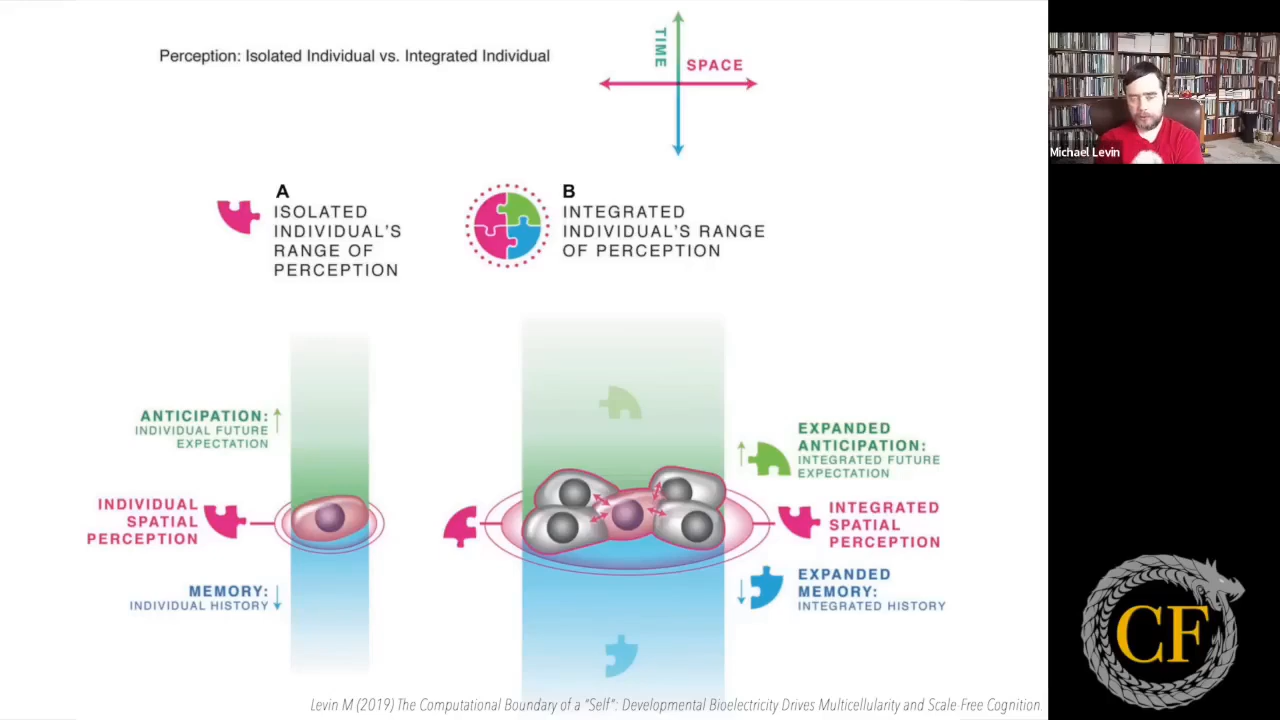 Perception: Isolated Individual vs. Integrated Individual
TIME
SPACE
A
ISOLATED
INDIVIDUAL'S
RANGE OF
PERCEPTION
B
INTEGRATED
INDIVIDUAL'S RANGE
OF PERCEPTION
ANTICIPATION:
INDIVIDUAL FUTURE
EXPECTATION
INDIVIDUAL
SPATIAL
PERCEPTION
MEMORY:
INDIVIDUAL HISTORY
EXPANDED
ANTICIPATION:
INTEGRATED FUTURE
EXPECTATION
INTEGRATED
SPATIAL
PERCEPTION
EXPANDED
MEMORY:
INTEGRATED HISTORY
Levin M (2019) The Computational Boundary of a "Self": Developmental Bioelectricity Drives Multicellularity and Scale-Free Cognition.
Michael Levin
CF